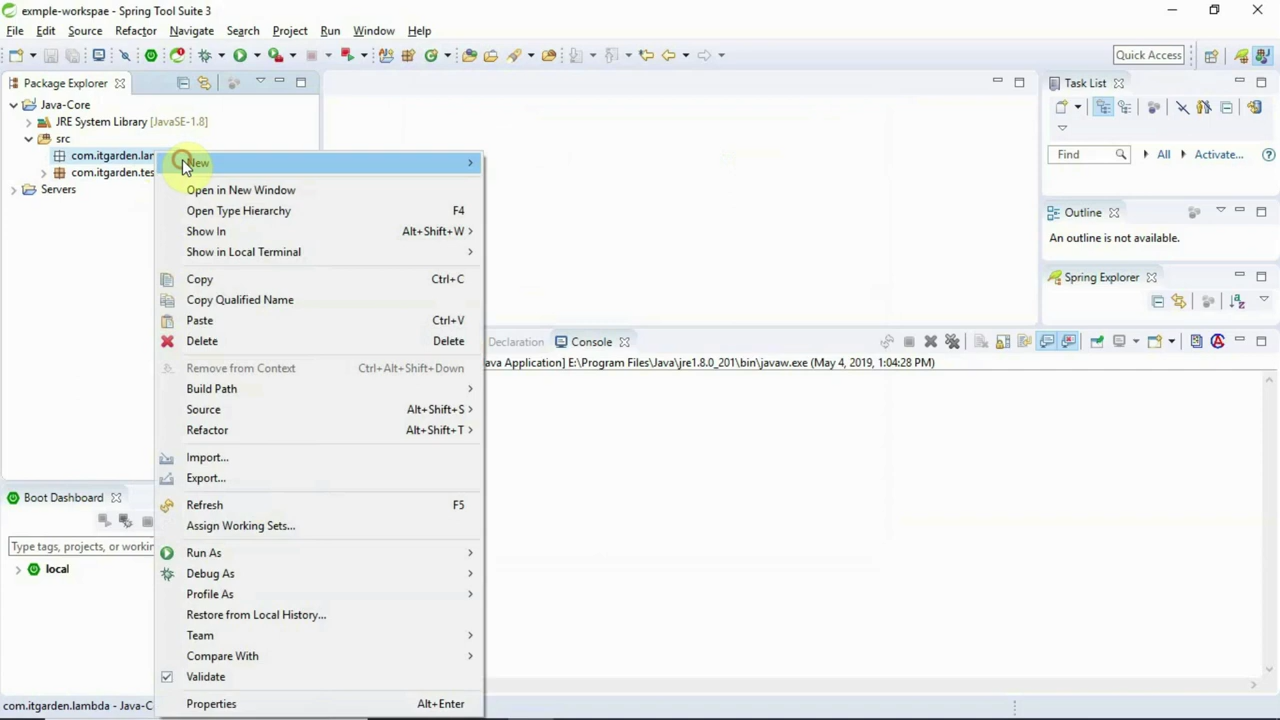 exmple-workspae - Spring Tool Suite 3
File Edit Source Refactor Navigate Search Project Run Window Help
Quick Access
Package Explorer
Task List
Java-Core
JRE System Library [JavaSE-1.8]
src
com.itgarden.lam
com.itgarden.tes
Servers
Find
All
Activate...
Outline
An outline is not available.
Spring Explorer
New
Open in New Window
Open Type Hierarchy F4
Show In Alt+Shift+W
Show in Local Terminal
Copy Ctrl+C
Copy Qualified Name
Paste Ctrl+V
Delete Delete
Remove from Context Ctrl+Alt+Shift+Down
Build Path
Source Alt+Shift+S
Refactor Alt+Shift+T
Import...
Export...
Refresh F5
Assign Working Sets...
Run As
Debug As
Profile As
Restore from Local History...
Team
Compare With
Validate
Properties Alt+Enter
Declaration
Console
ava Application] E:\Program Files\Java\jre1.8.0_201\bin\javaw.exe (May 4, 2019, 1:04:28 PM)
Boot Dashboard
Type tags, projects, or workin
local
com.itgarden.lambda - Java-C